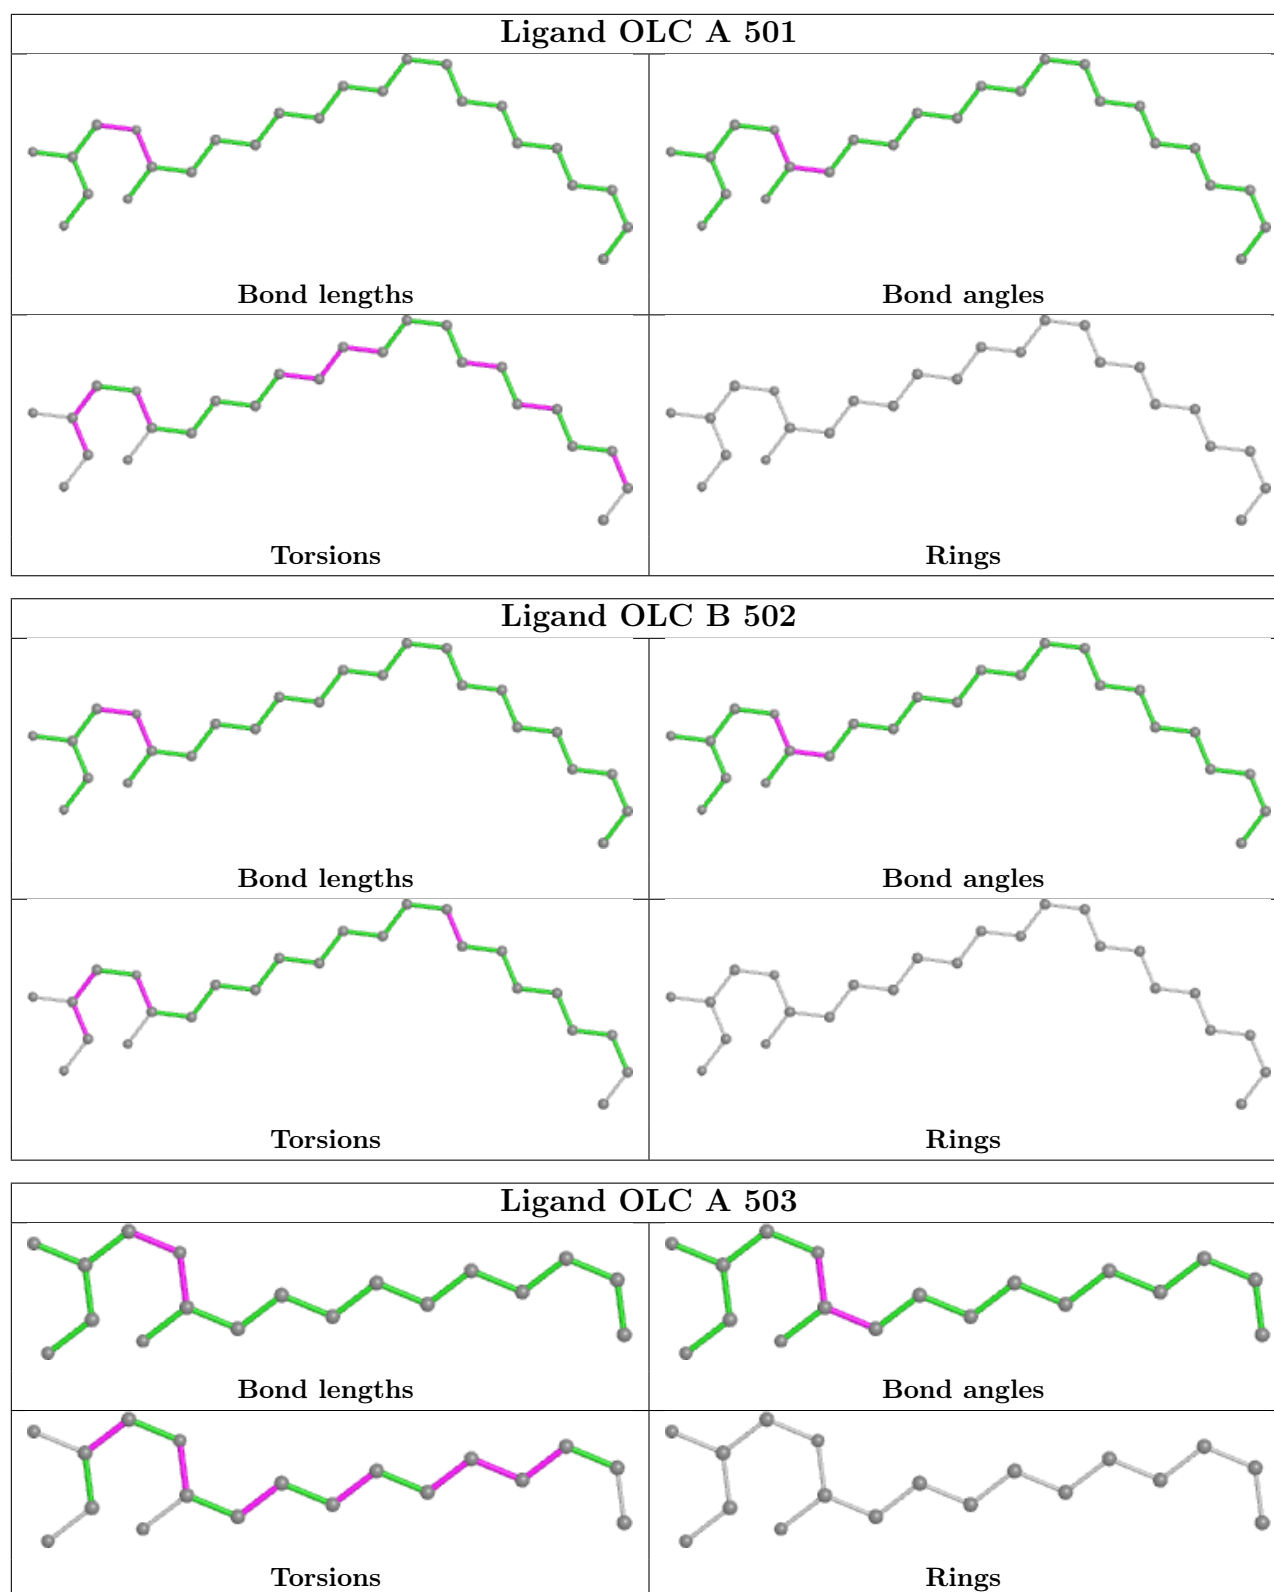 Ligand OLC A 501
Bond lengths
Bond angles
Torsions
Rings
Ligand OLC B 502
Bond lengths
Bond angles
Torsions
Rings
Ligand OLC A 503
Bond lengths
Bond angles
Torsions
Rings